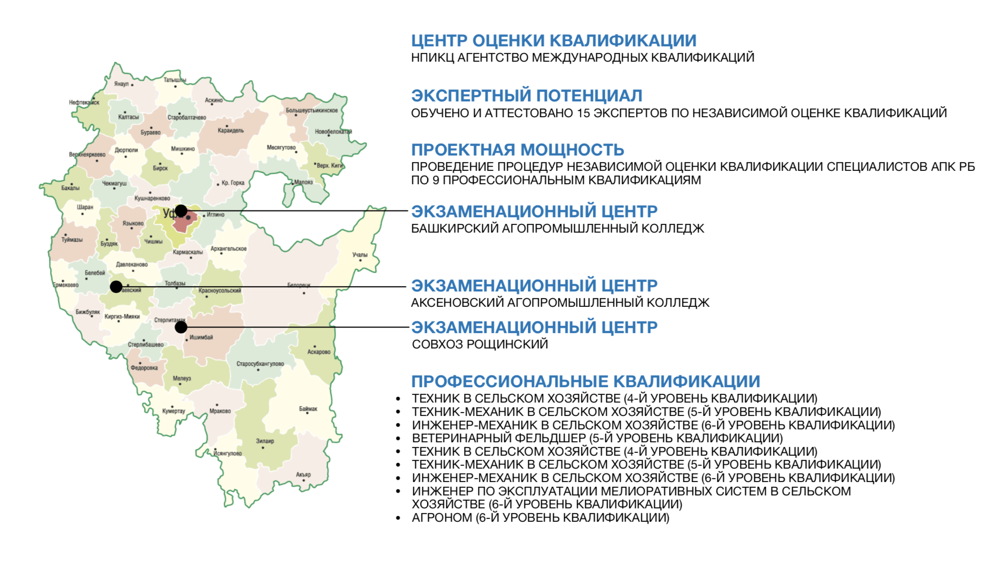 ЦЕНТР ОЦЕНКИ КВАЛИФИКАЦИИ
НПИКЦ АГЕНТСТВО МЕЖДУНАРОДНЫХ КВАЛИФИКАЦИЙ
ЭКСПЕРТНЫЙ ПОТЕНЦИАЛ
ОБУЧЕНО И АТТЕСТОВАНО 15 ЭКСПЕРТОВ ПО НЕЗАВИСИМОЙ ОЦЕНКЕ КВАЛИФИКАЦИЙ
ПРОЕКТНАЯ МОЩНОСТЬ
ПРОВЕДЕНИЕ ПРОЦЕДУР НЕЗАВИСИМОЙ ОЦЕНКИ КВАЛИФИКАЦИИ СПЕЦИАЛИСТОВ АПК РБ
ПО 9 ПРОФЕССИОНАЛЬНЫМ КВАЛИФИКАЦИЯМ
ЭКЗАМЕНАЦИОННЫЙ ЦЕНТР
БАШКИРСКИЙ АГОПРОМЫШЛЕННЫЙ КОЛЛЕДЖ
ЭКЗАМЕНАЦИОННЫЙ ЦЕНТР
АКСЕНОВСКИЙ АГОПРОМЫШЛЕННЫЙ КОЛЛЕДЖ
ЭКЗАМЕНАЦИОННЫЙ ЦЕНТР
СОВХОЗ РОЩИНСКИЙ
ПРОФЕССИОНАЛЬНЫЕ КВАЛИФИКАЦИИ
• ТЕХНИК В СЕЛЬСКОМ ХОЗЯЙСТВЕ (4-Й УРОВЕНЬ КВАЛИФИКАЦИИ)
• ТЕХНИК-МЕХАНИК В СЕЛЬСКОМ ХОЗЯЙСТВЕ (5-Й УРОВЕНЬ КВАЛИФИКАЦИИ)
• ИНЖЕНЕР-МЕХАНИК В СЕЛЬСКОМ ХОЗЯЙСТВЕ (6-Й УРОВЕНЬ КВАЛИФИКАЦИИ)
• ВЕТЕРИНАРНЫЙ ФЕЛЬДШЕР (5-Й УРОВЕНЬ КВАЛИФИКАЦИИ)
• ТЕХНИК В СЕЛЬСКОМ ХОЗЯЙСТВЕ (4-Й УРОВЕНЬ КВАЛИФИКАЦИИ)
• ТЕХНИК-МЕХАНИК В СЕЛЬСКОМ ХОЗЯЙСТВЕ (5-Й УРОВЕНЬ КВАЛИФИКАЦИИ)
• ИНЖЕНЕР-МЕХАНИК В СЕЛЬСКОМ ХОЗЯЙСТВЕ (6-Й УРОВЕНЬ КВАЛИФИКАЦИИ)
• ИНЖЕНЕР ПО ЭКСПЛУАТАЦИИ МЕЛИОРАТИВНЫХ СИСТЕМ В СЕЛЬСКОМ
ХОЗЯЙСТВЕ (6-Й УРОВЕНЬ КВАЛИФИКАЦИИ)
• АГРОНОМ (6-Й УРОВЕНЬ КВАЛИФИКАЦИИ)
Татышлы
Янаул
Аскино
Нефтекамск
Большеустьикинское
Калтасы
Старобалтачево
Караидель
Новобелокатай
Бураево
Месягутово
Мишкино
Дюртюли
Верхнеяркеево
Верх. Киги
Бирск
Малояз
Кр. Горка
Чекмагуш
Бакалы
Кушнаренково
Шаран
Уфа
Иглино
Языково
Туймазы
Чишмы
Буздяк
Архангельское
Кармаскалы
Учалы
Давлеканово
Белебей
Толбазы
Ермекеево
Белорецк
аевский
Красноусольский
Бижбуляк
Киргиз-Мияки
Стерлитамак
Ишимбай
Стерлибашево
Аскарово
Старосубхангулово
Федоровка
Мелеуз
Баймак
Кумертау
Мраково
Зилаир
Исянгулово
Акъяр